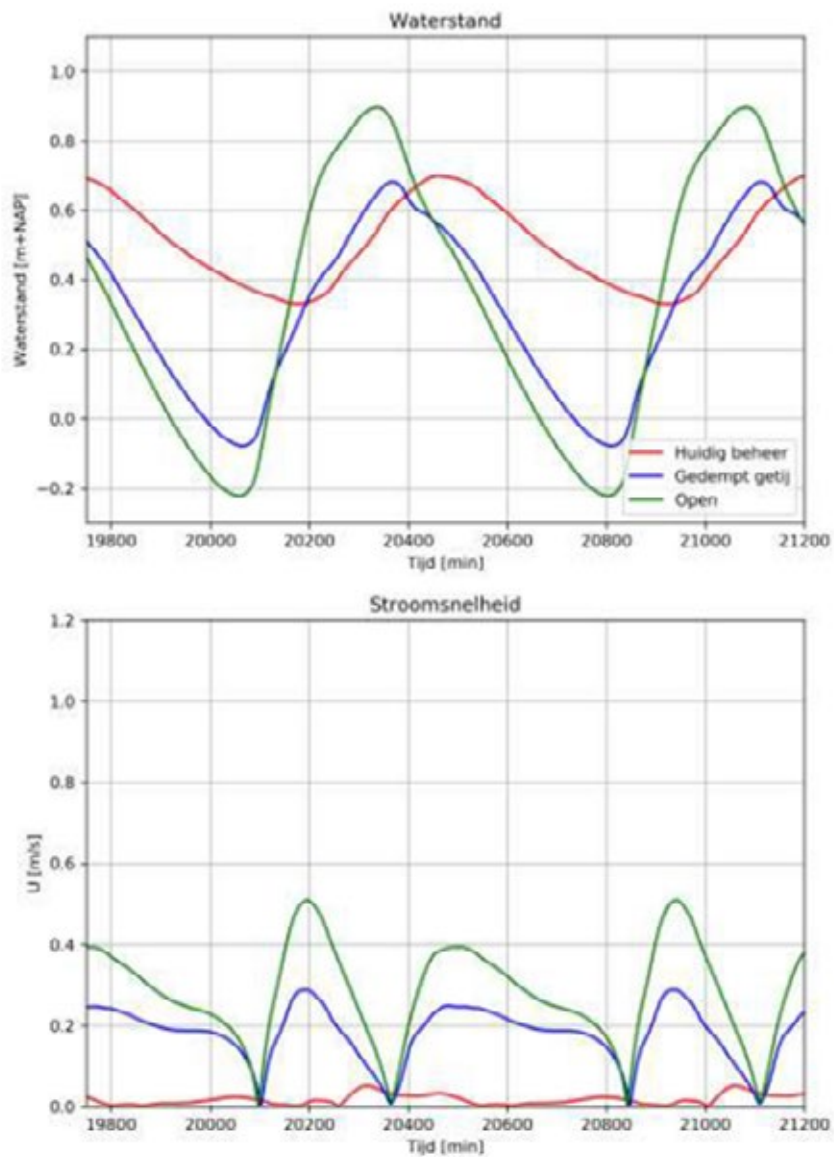 Waterstand
1.0
0.8
0.6
0.4
0.2
0.0
−0.2
Waterstand [m+NAP]
Huidig beheer
Gedempt getij
Open
19800 20000 20200 20400 20600 20800 21000 21200
Tijd [min]
Stroomsnelheid
1.2
1.0
0.8
0.6
0.4
0.2
0.0
U [m/s]
19800 20000 20200 20400 20600 20800 21000 21200
Tijd [min]